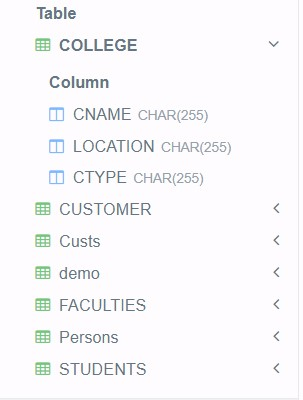 Table
COLLEGE
Column
CNAME CHAR(255)
LOCATION CHAR(255)
CTYPE CHAR(255)
CUSTOMER
Custs
demo
FACULTIES
Persons
STUDENTS